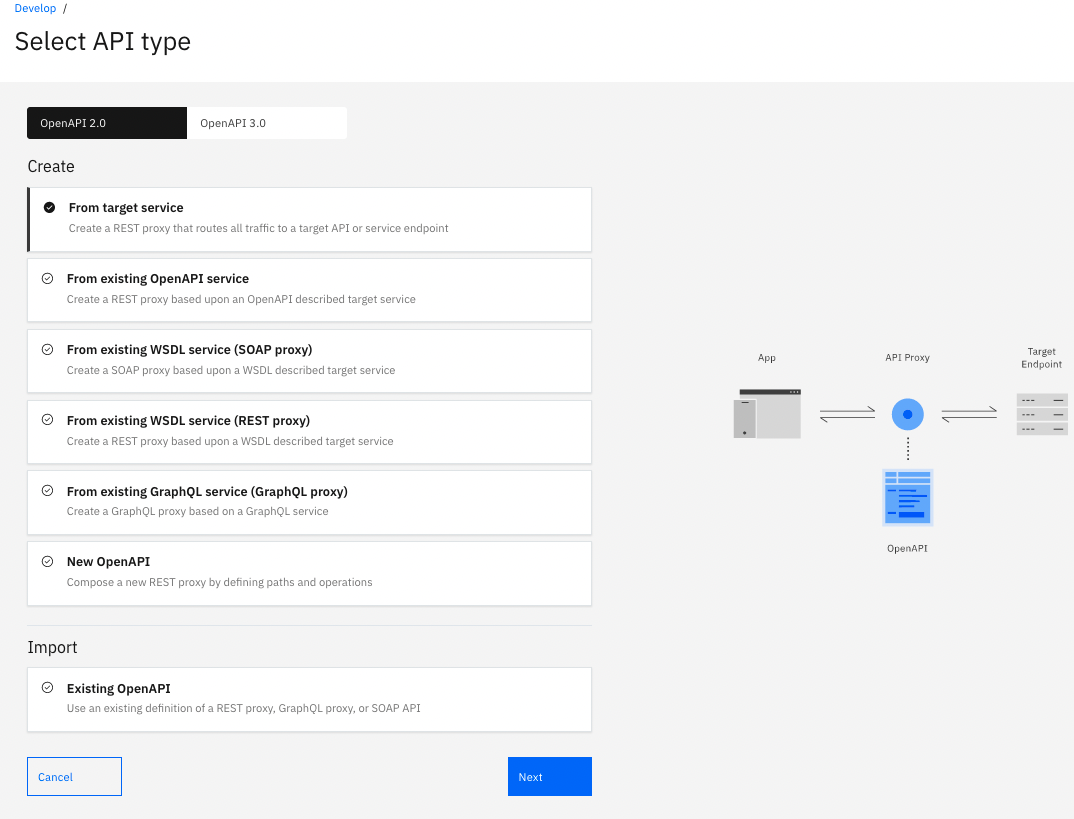 Develop /
Select API type
OpenAPI 2.0
OpenAPI 3.0
Create
From target service
Create a REST proxy that routes all traffic to a target API or service endpoint
From existing OpenAPI service
Create a REST proxy based upon an OpenAPI described target service
From existing WSDL service (SOAP proxy)
Create a SOAP proxy based upon a WSDL described target service
From existing WSDL service (REST proxy)
Create a REST proxy based upon a WSDL described target service
From existing GraphQL service (GraphQL proxy)
Create a GraphQL proxy based on a GraphQL service
New OpenAPI
Compose a new REST proxy by defining paths and operations
Import
Existing OpenAPI
Use an existing definition of a REST proxy, GraphQL proxy, or SOAP API
Cancel
Next
App
API Proxy
Target
Endpoint
OpenAPI